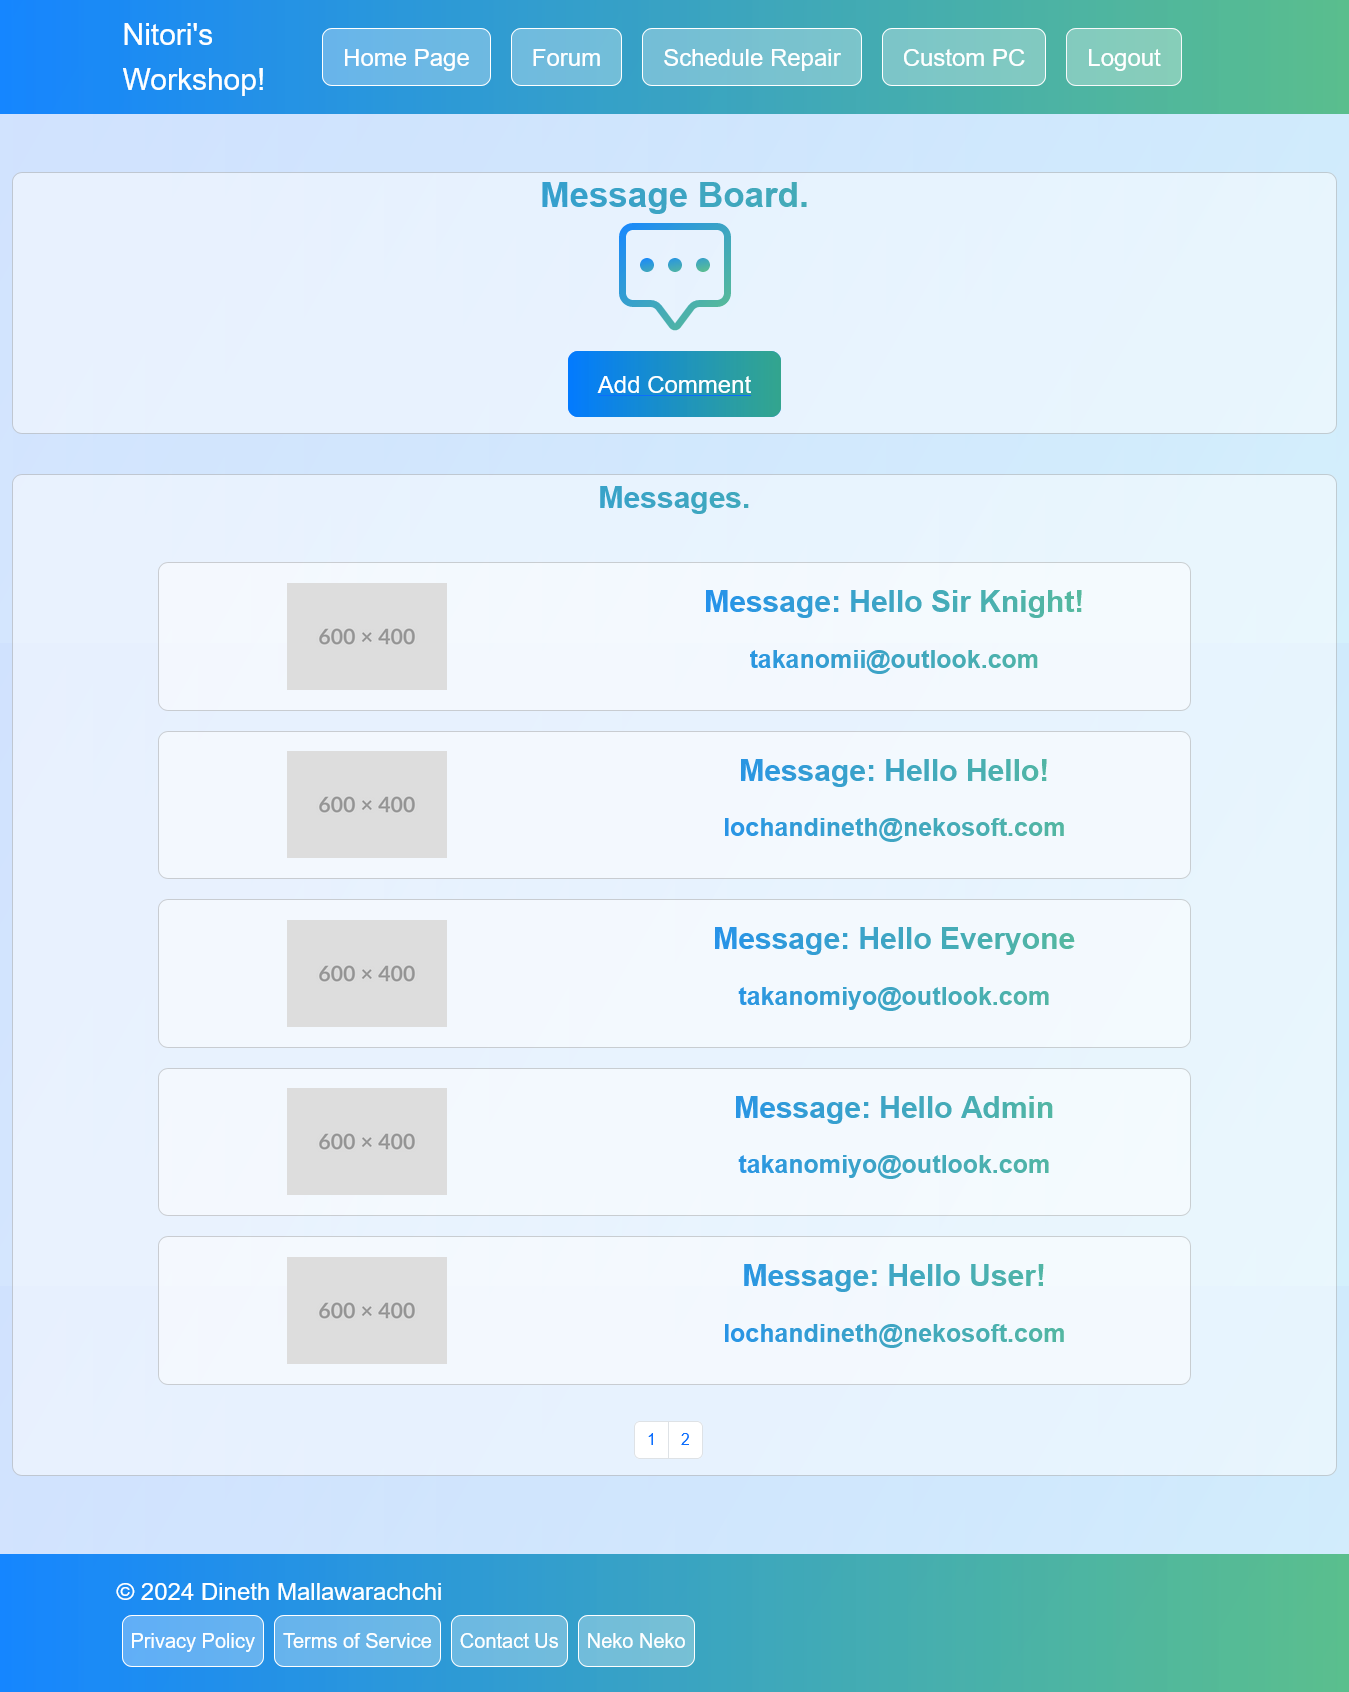 Nitori's
Workshop!
Home Page
Forum
Schedule Repair
Custom PC
Logout
Message Board.
Add Comment
Messages.
600 × 400
Message: Hello Sir Knight!
takanomii@outlook.com
600 × 400
Message: Hello Hello!
lochandineth@nekosoft.com
600 × 400
Message: Hello Everyone
takanomiyo@outlook.com
600 × 400
Message: Hello Admin
takanomiyo@outlook.com
600 × 400
Message: Hello User!
lochandineth@nekosoft.com
1 2
© 2024 Dineth Mallawarachchi
Privacy Policy
Terms of Service
Contact Us
Neko Neko